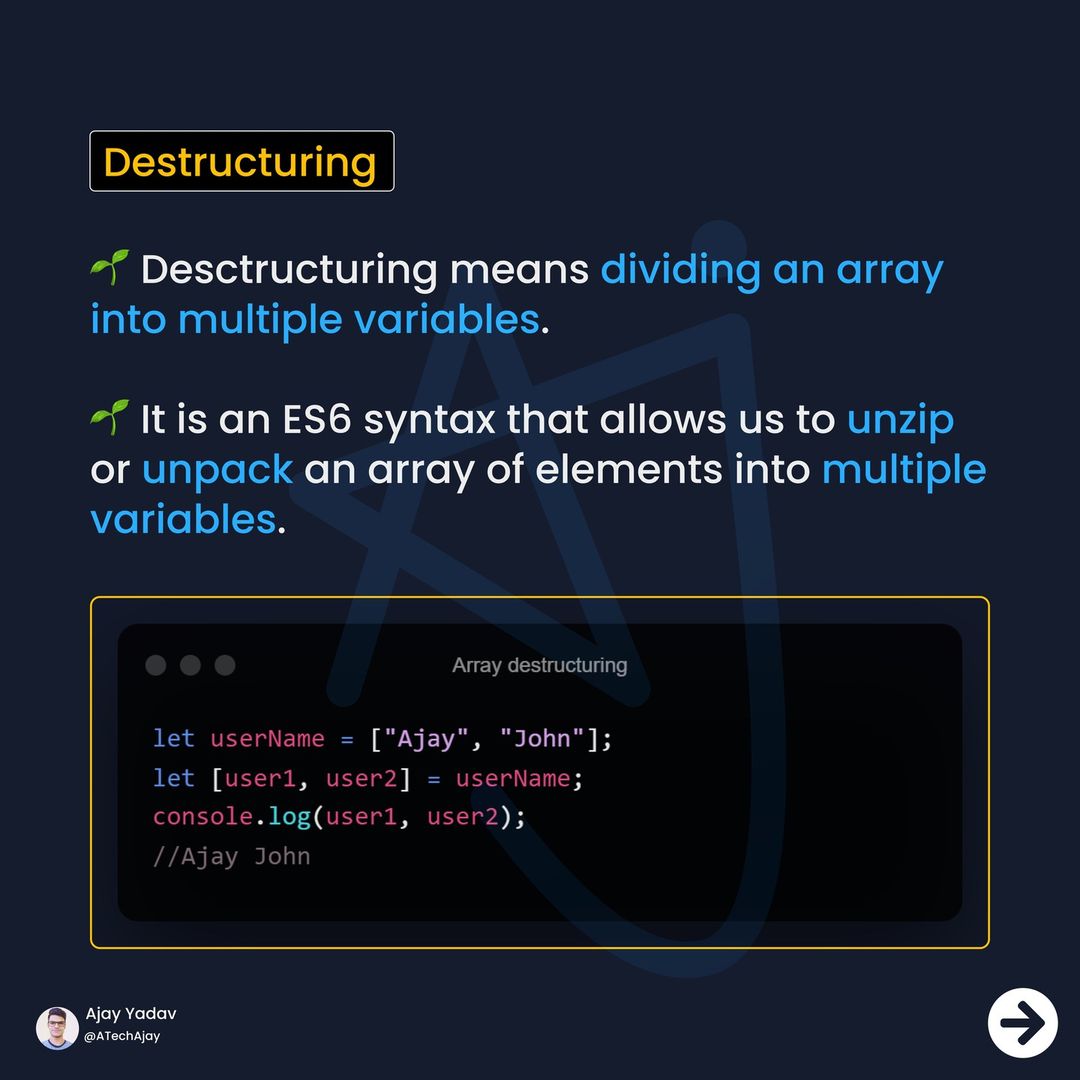 Destructuring
🌱 Desctructuring means dividing an array
into multiple variables.
🌱 It is an ES6 syntax that allows us to unzip
or unpack an array of elements into multiple
variables.
Array destructuring
let userName = ["Ajay", "John"];
let [user1, user2] = userName;
console.log(user1, user2);
//Ajay John
Ajay Yadav
@ATechAjay